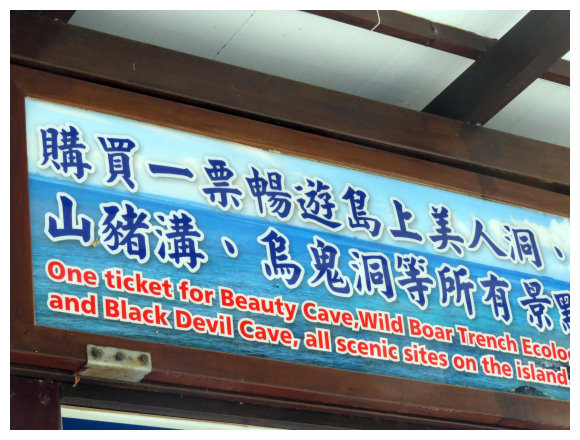 購買一票暢遊島上美人洞、
山豬溝、烏鬼洞等所有景點
One ticket for Beauty Cave,Wild Boar Trench Ecolo
and Black Devil Cave, all scenic sites on the island.